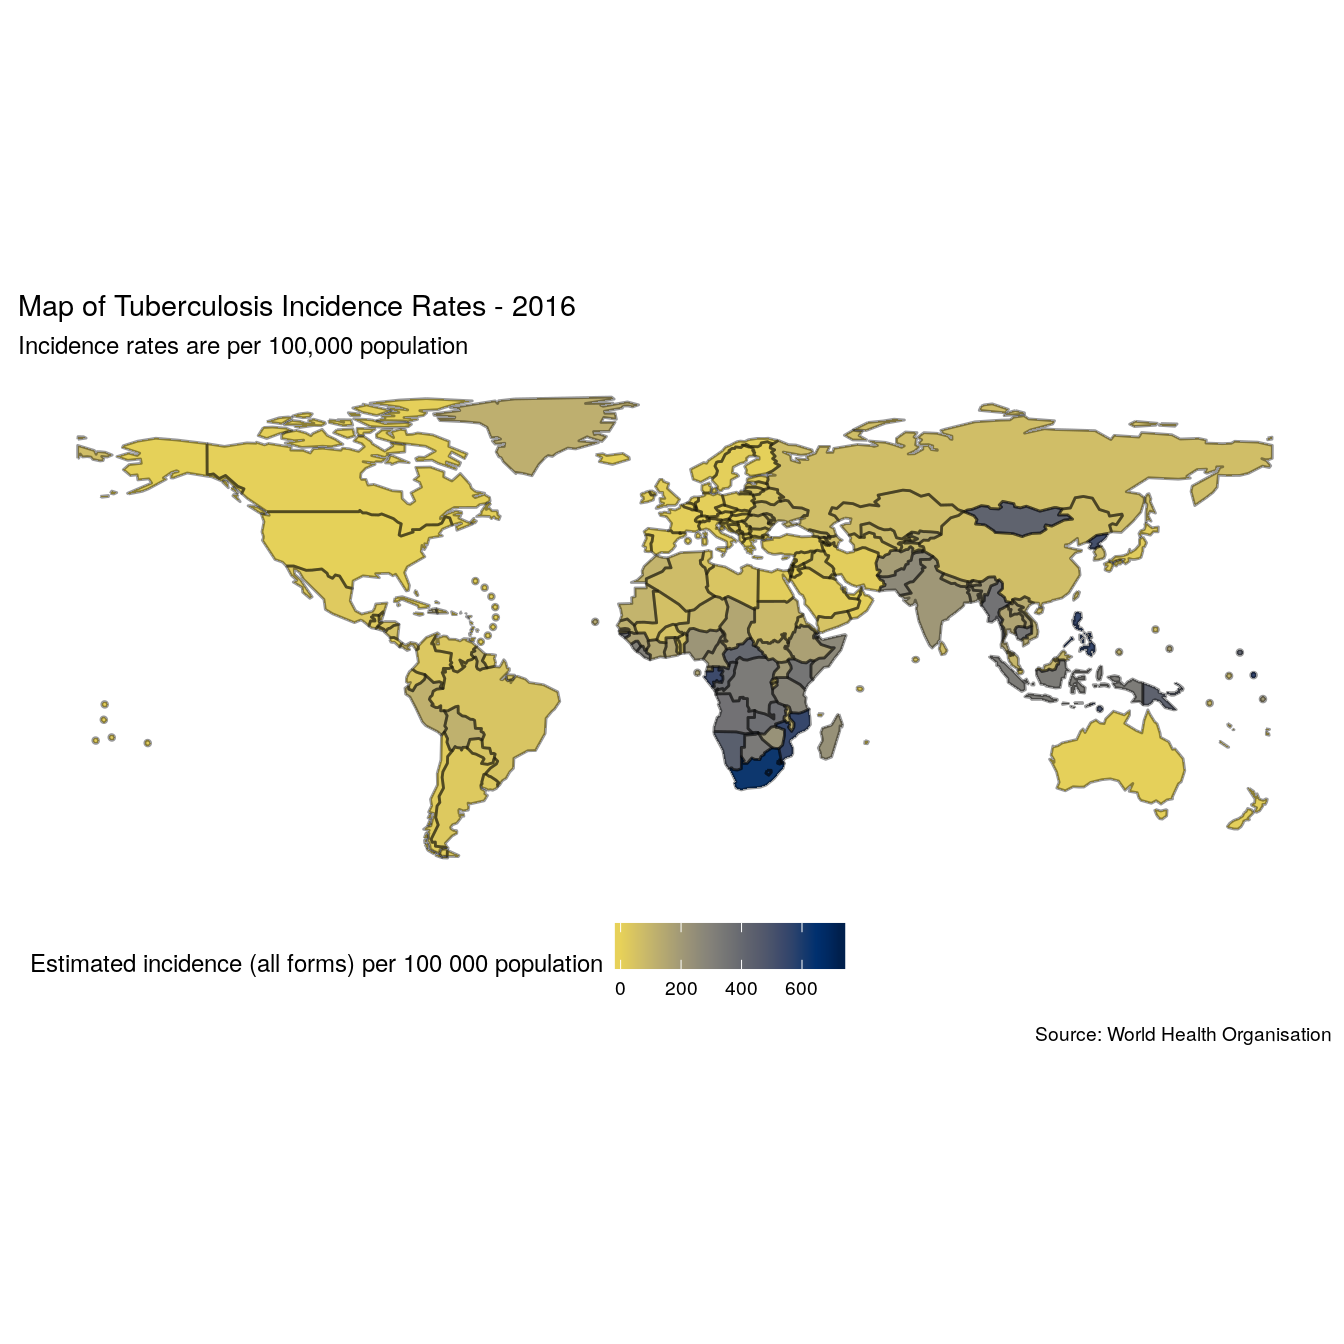 Map of Tuberculosis Incidence Rates - 2016
Incidence rates are per 100,000 population
Estimated incidence (all forms) per 100 000 population
0 200 400 600
Source: World Health Organisation